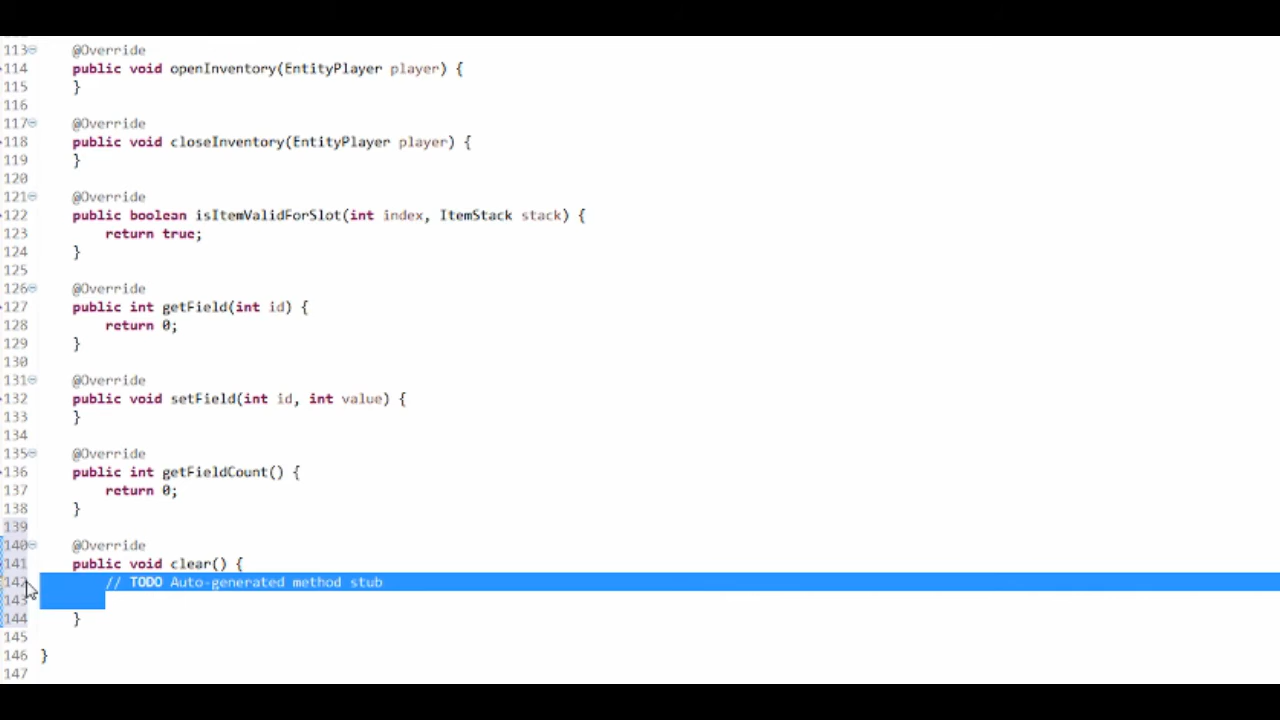 113 @Override
114 public void openInventory(EntityPlayer player) {
115 }
116
117 @Override
118 public void closeInventory(EntityPlayer player) {
119 }
120
121 @Override
122 public boolean isItemValidForSlot(int index, ItemStack stack) {
123 return true;
124 }
125
126 @Override
127 public int getField(int id) {
128 return 0;
129 }
130
131 @Override
132 public void setField(int id, int value) {
133 }
134
135 @Override
136 public int getFieldCount() {
137 return 0;
138 }
139
140 @Override
141 public void clear() {
142 // TODO Auto-generated method stub
143
144 }
145
146 }
147